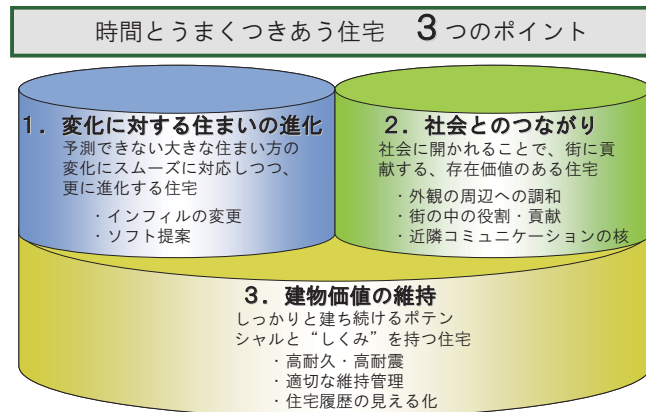 時間とうまくつきあう住宅 3つのポイント
1．変化に対する住まいの進化
予測できない大きな住まい方の
変化にスムーズに対応しつつ、
更に進化する住宅
・インフィルの変更
・ソフト提案
2．社会とのつながり
社会に開かれることで、街に貢
献する、存在価値のある住宅
・外観の周辺への調和
・街の中の役割・貢献
・近隣コミュニケーションの核
3．建物価値の維持
しっかりと建ち続けるポテン
シャルと“しくみ”を持つ住宅
・高耐久・高耐震
・適切な維持管理
・住宅履歴の見える化